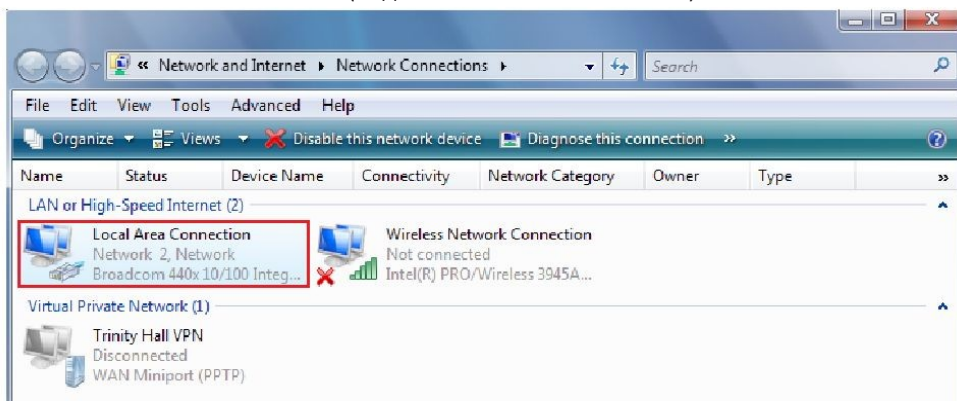 « Network and Internet ▸ Network Connections ▸ Search
File Edit View Tools Advanced Help
Organize Views Disable this network device Diagnose this connection »
Name Status Device Name Connectivity Network Category Owner Type »
LAN or High-Speed Internet (2)
Local Area Connection
Network 2, Network
Broadcom 440x 10/100 Integ...
Wireless Network Connection
Not connected
Intel(R) PRO/Wireless 3945A...
Virtual Private Network (1)
Trinity Hall VPN
Disconnected
WAN Miniport (PPTP)